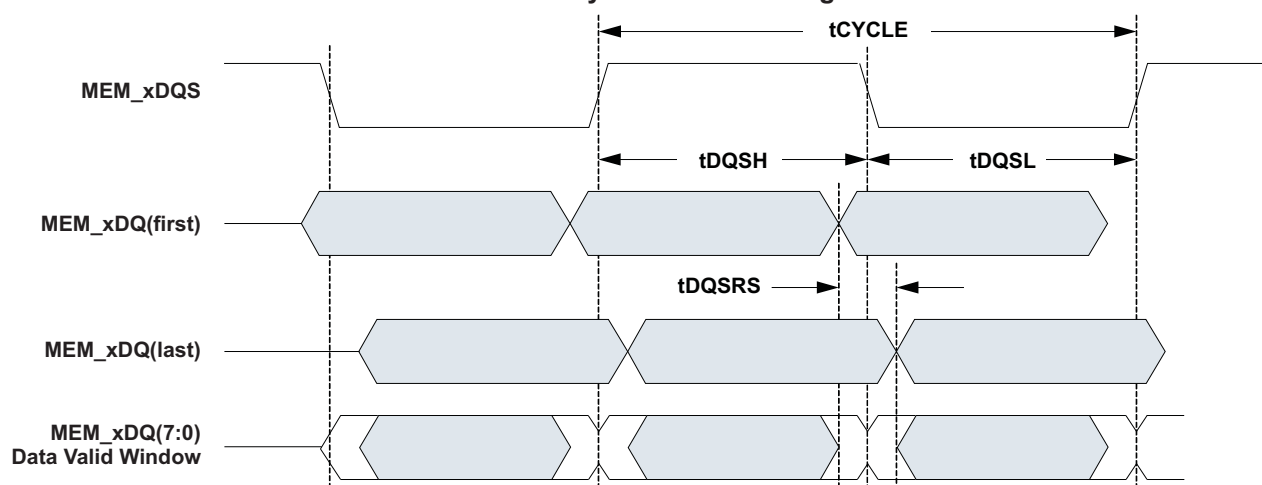 tCYCLE
MEM_xDQS
tDQSH
tDQSL
MEM_xDQ(first)
tDQSRS
MEM_xDQ(last)
MEM_xDQ(7:0)
Data Valid Window